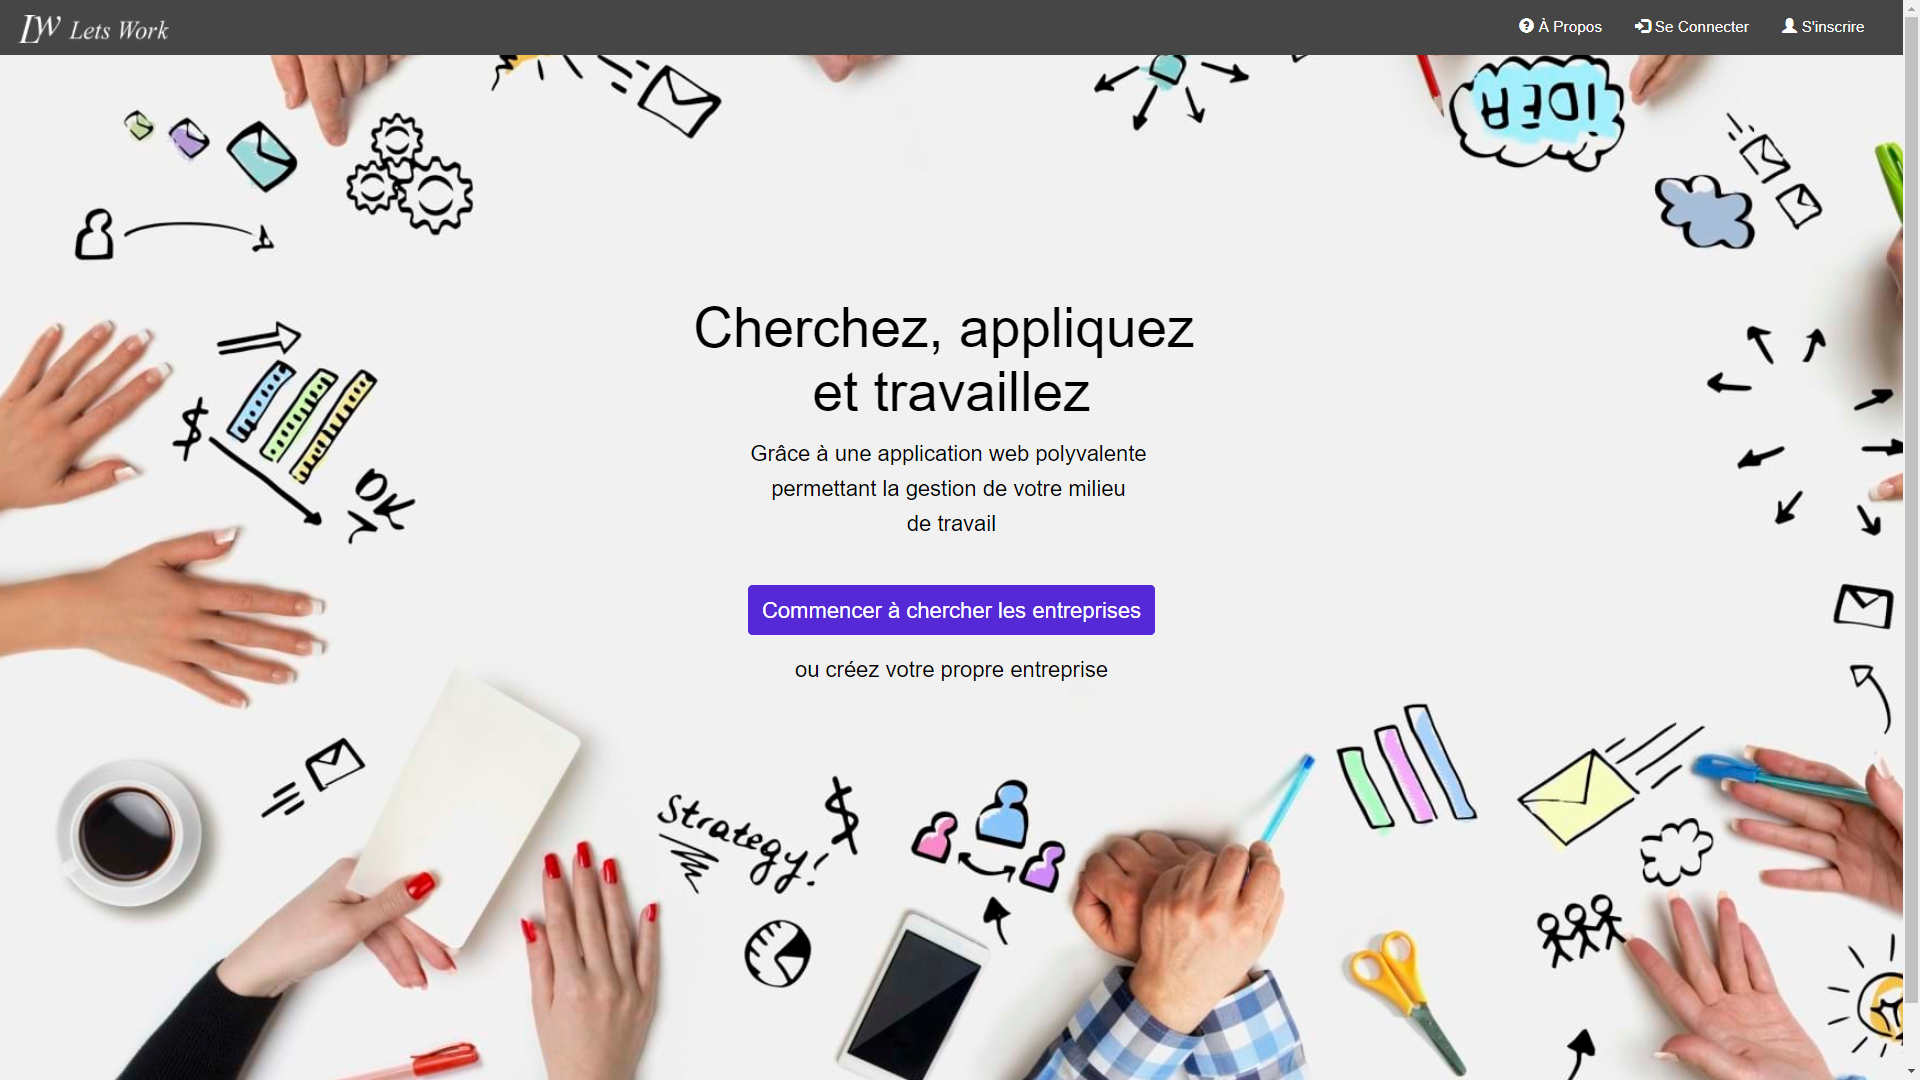 LW Lets Work
À Propos
Se Connecter
S'inscrire
IDEA
Cherchez, appliquez
et travaillez
$
OK
Grâce à une application web polyvalente
permettant la gestion de votre milieu
de travail
Commencer à chercher les entreprises
ou créez votre propre entreprise
Strategy!
$